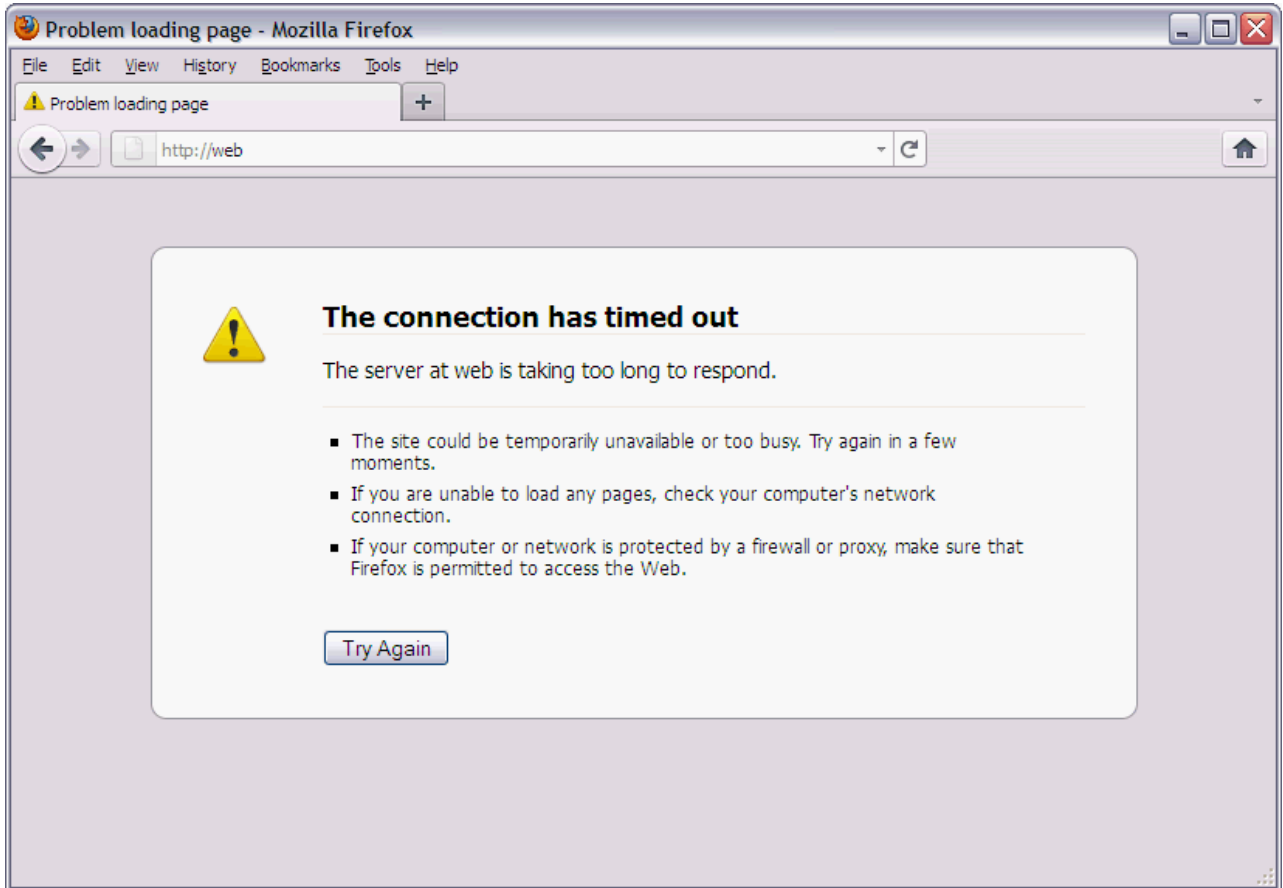 Problem loading page - Mozilla Firefox
File Edit View History Bookmarks Tools Help
Problem loading page
http://web
The connection has timed out
The server at web is taking too long to respond.
The site could be temporarily unavailable or too busy. Try again in a few
moments.
If you are unable to load any pages, check your computer's network
connection.
If your computer or network is protected by a firewall or proxy, make sure that
Firefox is permitted to access the Web.
Try Again